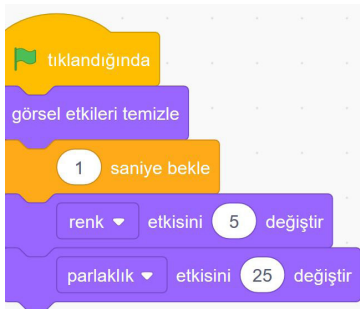 tıklandığında
görsel etkileri temizle
1 saniye bekle
renk etkisini 5 değiştir
parlaklık etkisini 25 değiştir